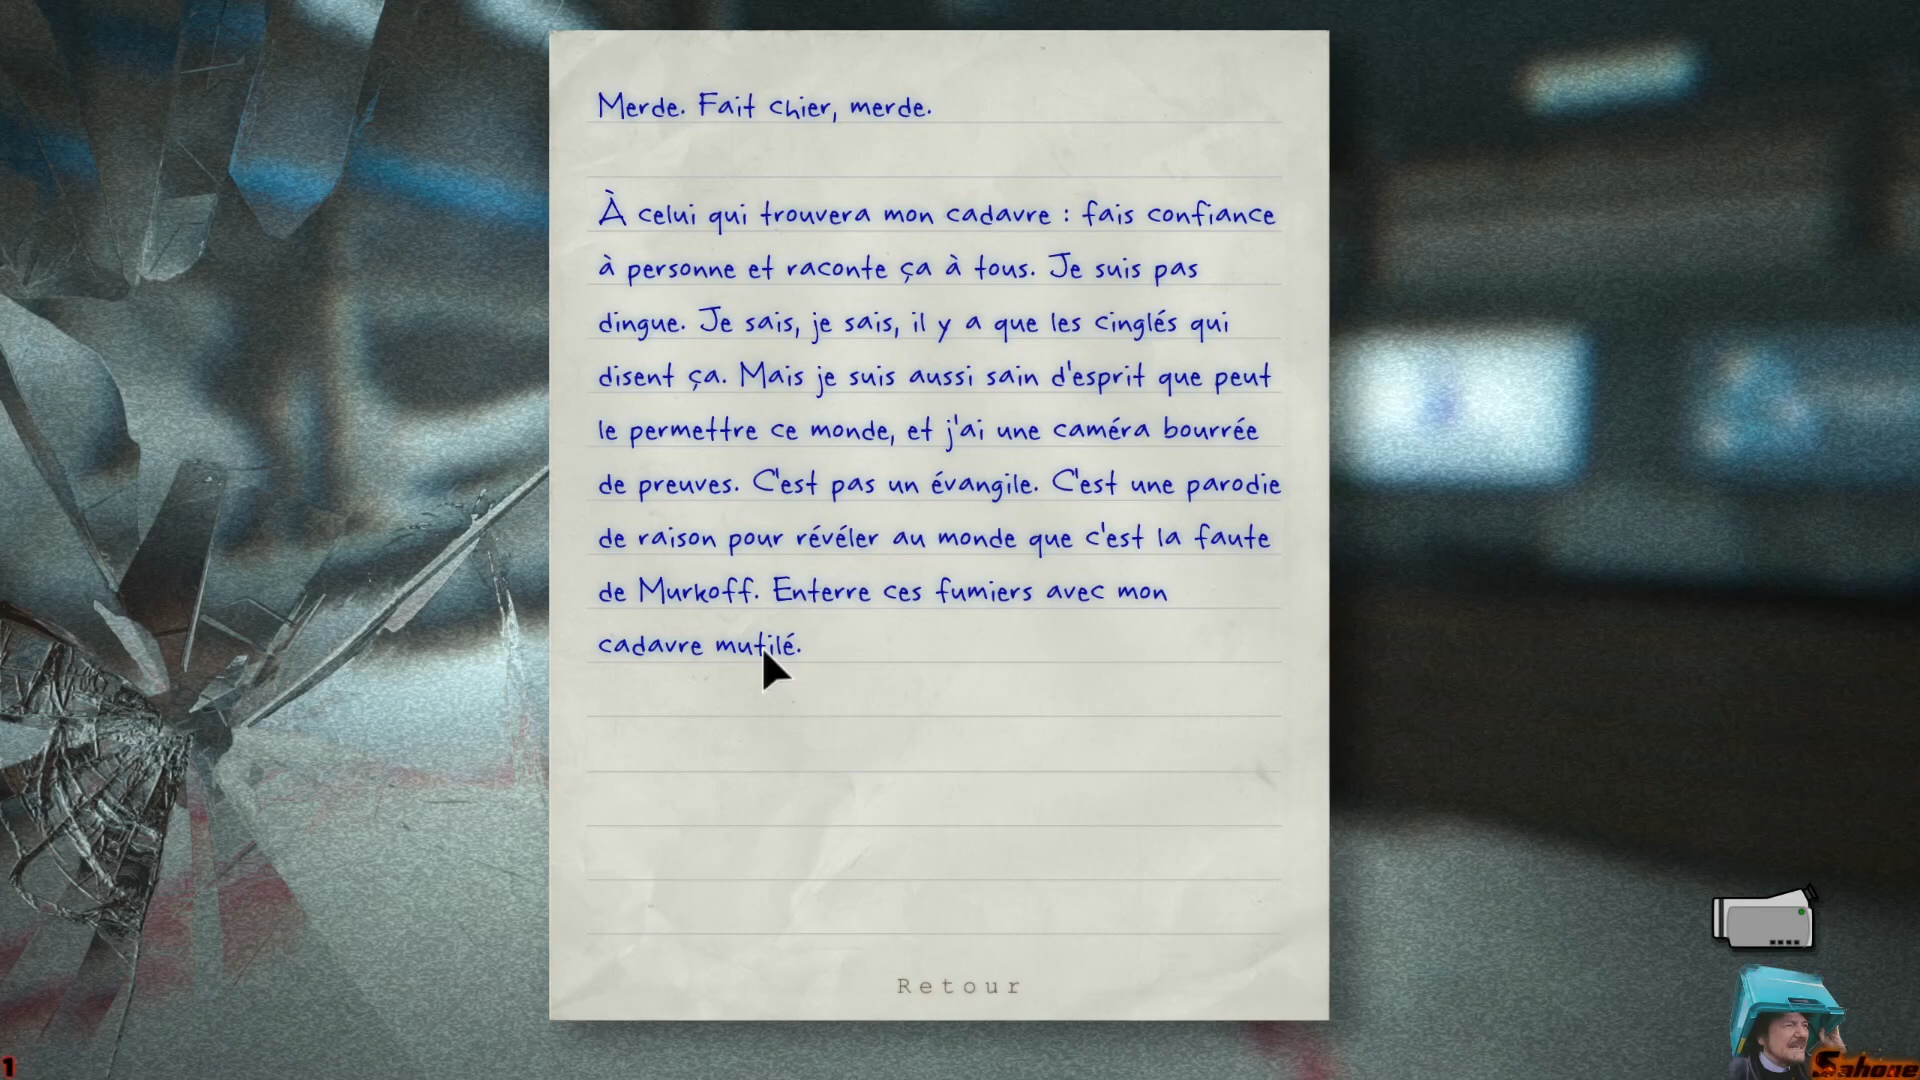 Merde. Fait chier, merde.
À celui qui trouvera mon cadavre : fais confiance
à personne et raconte ça à tous. Je suis pas
dingue. Je sais, je sais, il y a que les cinglés qui
disent ça. Mais je suis aussi sain d'esprit que peut
le permettre ce monde, et j'ai une caméra bourrée
de preuves. C'est pas un évangile. C'est une parodie
de raison pour révéler au monde que c'est la faute
de Murkoff. Enterre ces fumiers avec mon
cadavre mutilé.
Retour
1
Sahone